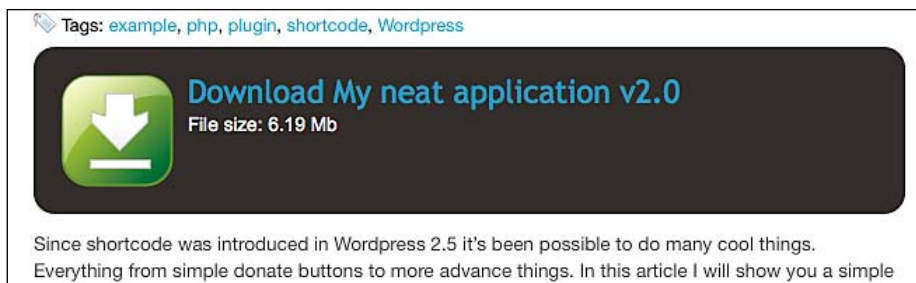 Tags: example, php, plugin, shortcode, Wordpress
Download My neat application v2.0
File size: 6.19 Mb
Since shortcode was introduced in Wordpress 2.5 it's been possible to do many cool things.
Everything from simple donate buttons to more advance things. In this article I will show you a simple